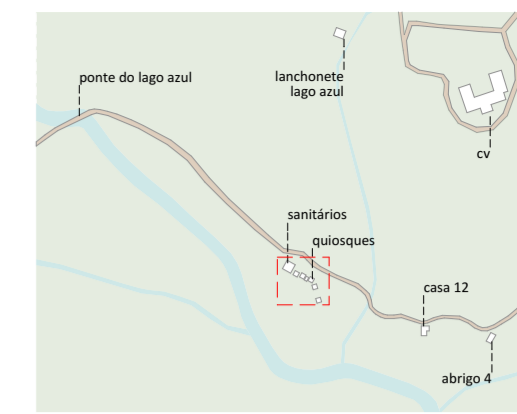 ponte do lago azul
lanchonete
lago azul
cv
sanitários
quiosques
casa 12
abrigo 4